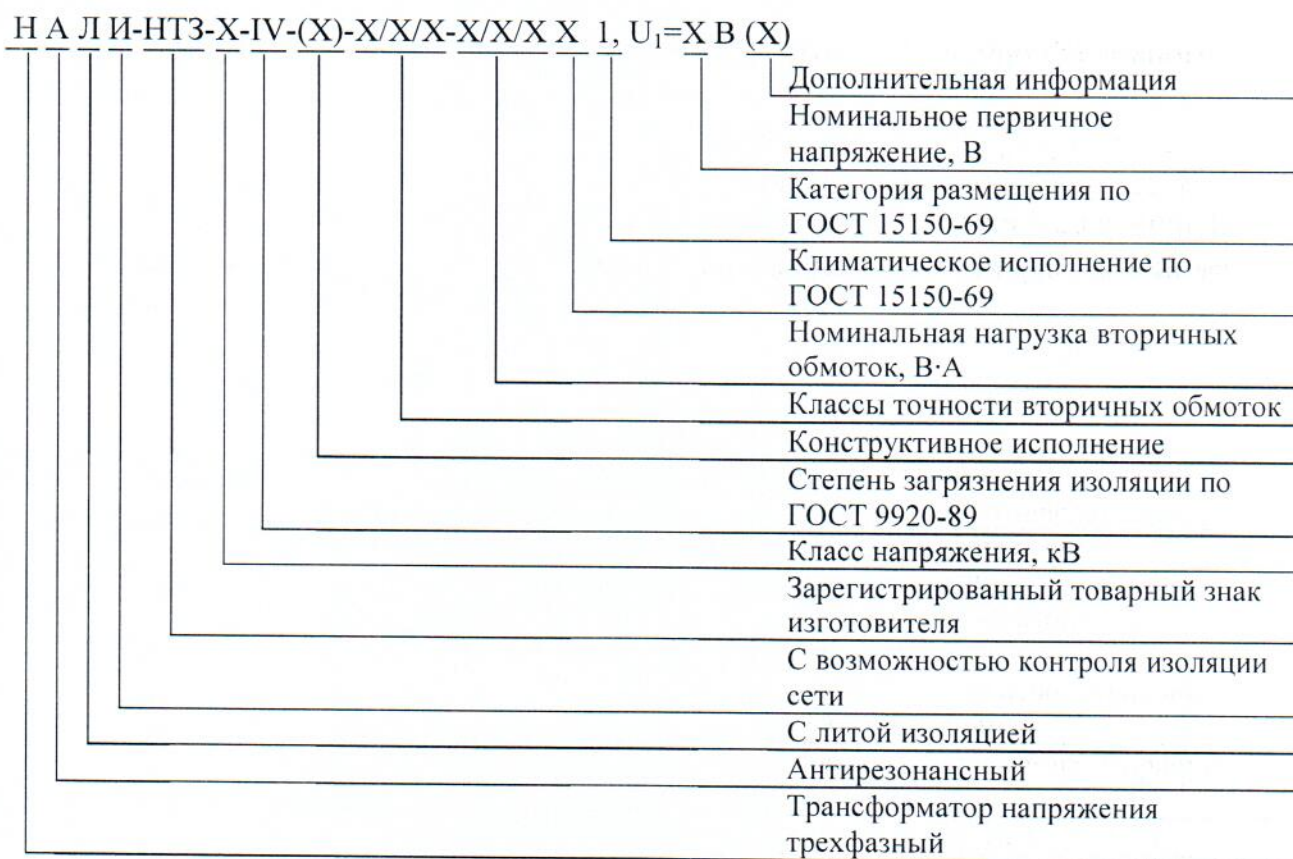 Н А Л И-НТЗ-X-IV-(X)-X/X/X-X/X/X X 1, U₁=X В (X)
Дополнительная информация
Номинальное первичное
напряжение, В
Категория размещения по
ГОСТ 15150-69
Климатическое исполнение по
ГОСТ 15150-69
Номинальная нагрузка вторичных
обмоток, В·А
Классы точности вторичных обмоток
Конструктивное исполнение
Степень загрязнения изоляции по
ГОСТ 9920-89
Класс напряжения, кВ
Зарегистрированный товарный знак
изготовителя
С возможностью контроля изоляции
сети
С литой изоляцией
Антирезонансный
Трансформатор напряжения
трехфазный